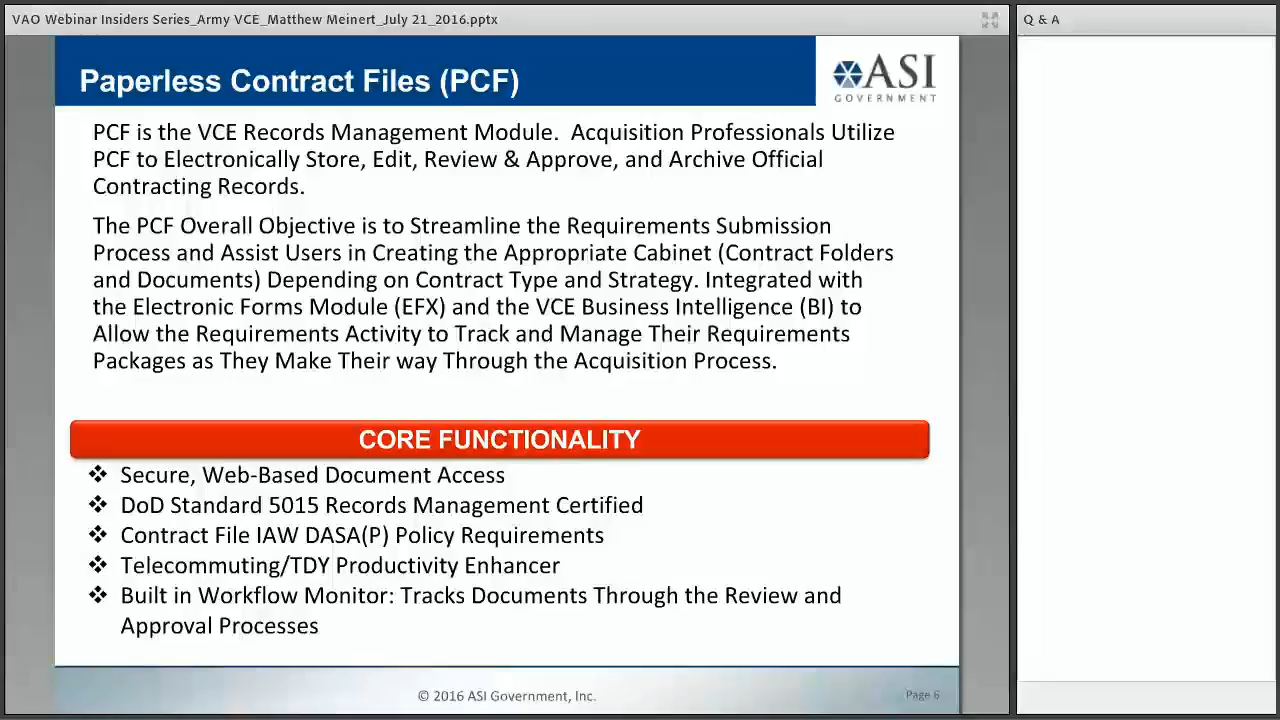 VAO Webinar Insiders Series_Army VCE_Matthew Meinert_July 21_2016.pptx
Q & A
Paperless Contract Files (PCF)
ASI
GOVERNMENT
PCF is the VCE Records Management Module.  Acquisition Professionals Utilize
PCF to Electronically Store, Edit, Review & Approve, and Archive Official
Contracting Records.
The PCF Overall Objective is to Streamline the Requirements Submission
Process and Assist Users in Creating the Appropriate Cabinet (Contract Folders
and Documents) Depending on Contract Type and Strategy. Integrated with
the Electronic Forms Module (EFX) and the VCE Business Intelligence (BI) to
Allow the Requirements Activity to Track and Manage Their Requirements
Packages as They Make Their way Through the Acquisition Process.
CORE FUNCTIONALITY
❖ Secure, Web-Based Document Access
❖ DoD Standard 5015 Records Management Certified
❖ Contract File IAW DASA(P) Policy Requirements
❖ Telecommuting/TDY Productivity Enhancer
❖ Built in Workflow Monitor: Tracks Documents Through the Review and
Approval Processes
© 2016 ASI Government, Inc.
Page 6